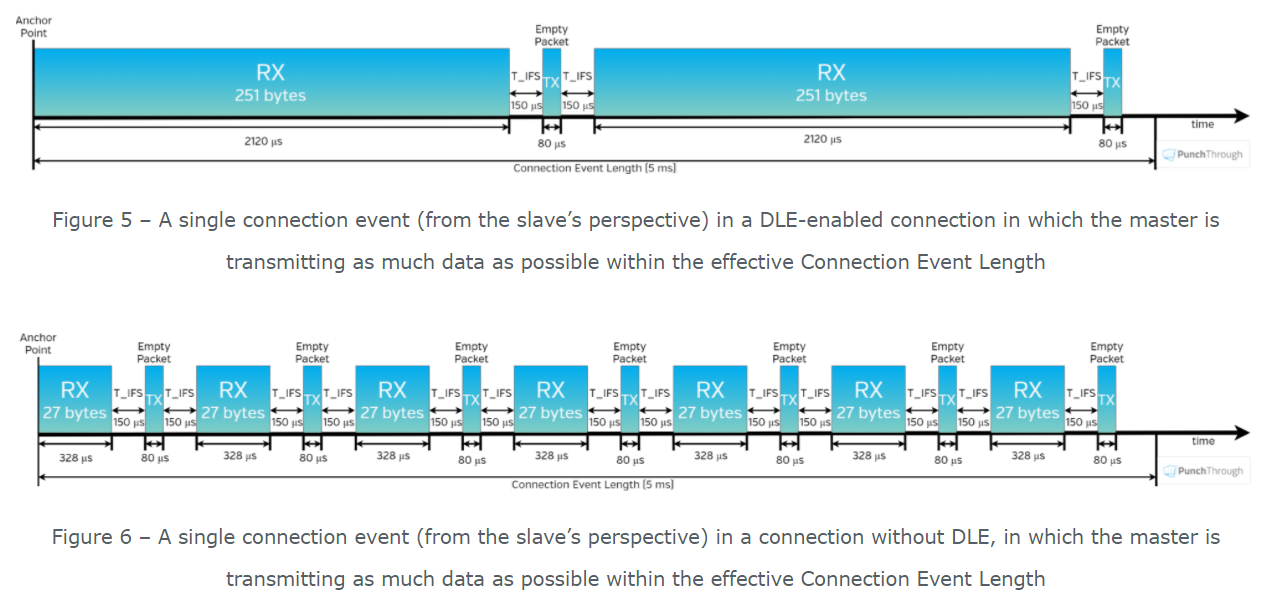 Anchor
Point
Empty
Packet
Empty
Packet
RX
251 bytes
T_IFS
TX
T_IFS
RX
251 bytes
T_IFS
TX
150 µs
150 µs
150 µs
time
2120 µs
80 µs
2120 µs
80 µs
PunchThrough
Connection Event Length (5 ms)
Figure 5 – A single connection event (from the slave’s perspective) in a DLE-enabled connection in which the master is
transmitting as much data as possible within the effective Connection Event Length
Anchor
Point
Empty
Packet
Empty
Packet
Empty
Packet
Empty
Packet
Empty
Packet
Empty
Packet
Empty
Packet
RX
27 bytes
T_IFS
150 µs
TX
T_IFS
150 µs
RX
27 bytes
T_IFS
150 µs
TX
T_IFS
150 µs
RX
27 bytes
T_IFS
150 µs
TX
T_IFS
150 µs
RX
27 bytes
T_IFS
150 µs
TX
T_IFS
150 µs
RX
27 bytes
T_IFS
150 µs
TX
T_IFS
150 µs
RX
27 bytes
T_IFS
150 µs
TX
T_IFS
150 µs
RX
27 bytes
T_IFS
150 µs
TX
time
328 µs
80 µs
328 µs
80 µs
328 µs
80 µs
328 µs
80 µs
328 µs
80 µs
328 µs
80 µs
328 µs
80 µs
PunchThrough
Connection Event Length (5 ms)
Figure 6 – A single connection event (from the slave’s perspective) in a connection without DLE, in which the master is
transmitting as much data as possible within the effective Connection Event Length